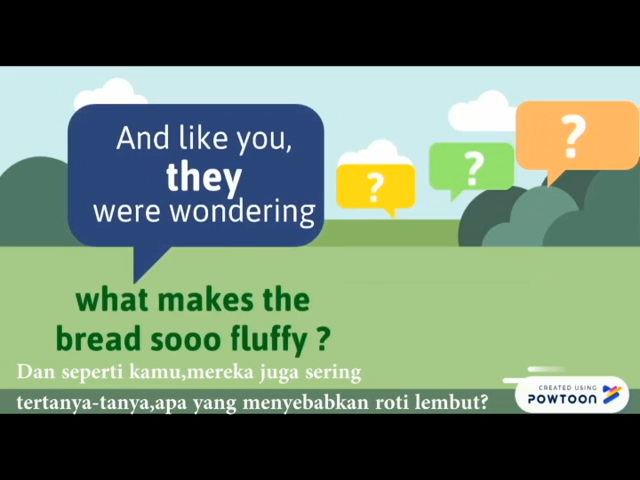 And like you,
they
were wondering
?
?
?
what makes the
bread sooo fluffy ?
Dan seperti kamu,mereka juga sering
tertanya-tanya,apa yang menyebabkan roti lembut?
CREATED USING
POWTOON